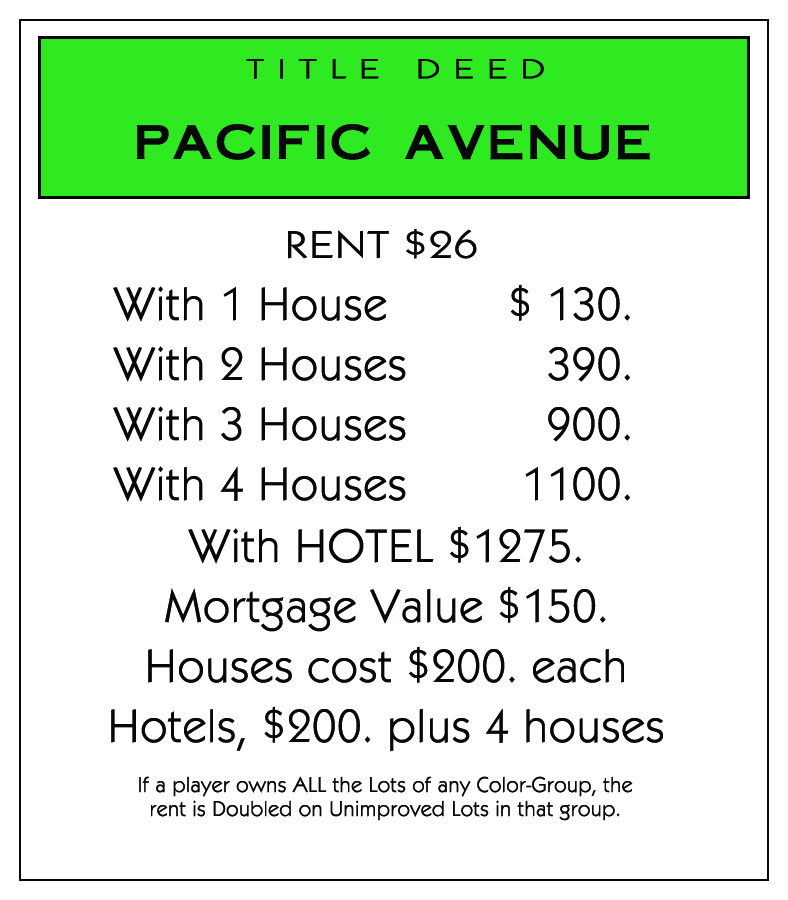 TITLE DEED
PACIFIC AVENUE
RENT $26
With 1 House $ 130.
With 2 Houses 390.
With 3 Houses 900.
With 4 Houses 1100.
With HOTEL $1275.
Mortgage Value $150.
Houses cost $200. each
Hotels, $200. plus 4 houses
If a player owns ALL the Lots of any Color-Group, the
rent is Doubled on Unimproved Lots in that group.